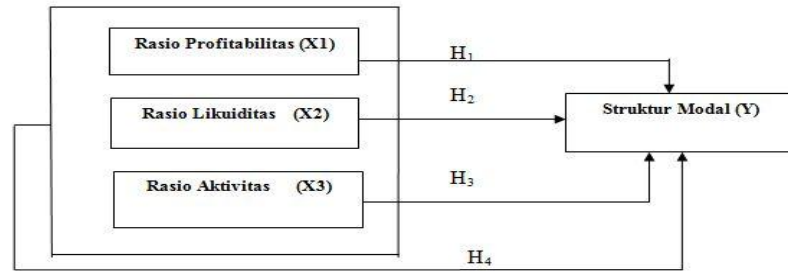 Rasio Profitabilitas (X1)
H1
H2
Rasio Likuiditas (X2)
Struktur Modal (Y)
Rasio Aktivitas (X3)
H3
H4